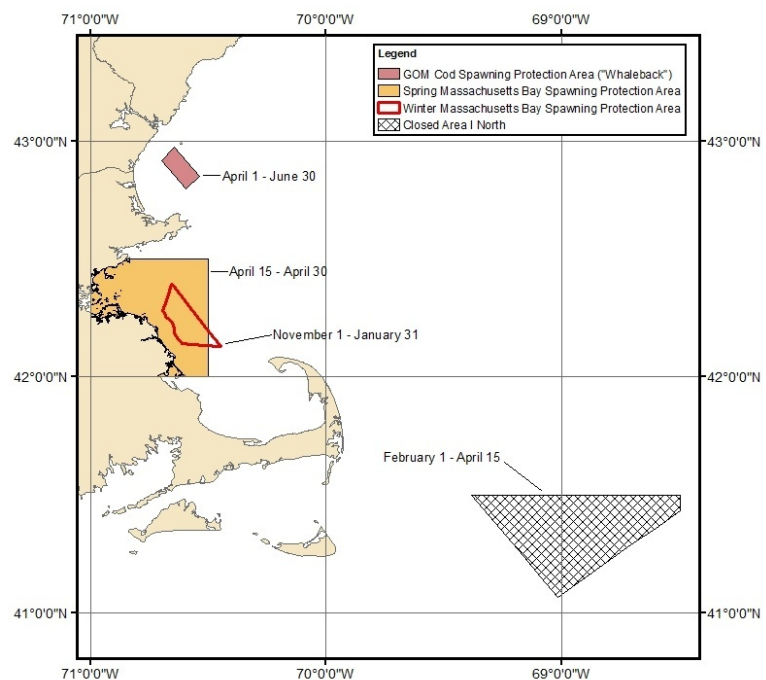 71°0'0"W 70°0'0"W 69°0'0"W
Legend
GOM Cod Spawning Protection Area ("Whaleback")
Spring Massachusetts Bay Spawning Protection Area
Winter Massachusetts Bay Spawning Protection Area
Closed Area I North
43°0'0"N 43°0'0"N
April 1 - June 30
April 15 - April 30
November 1 - January 31
42°0'0"N 42°0'0"N
February 1 - April 15
41°0'0"N 41°0'0"N
71°0'0"W 70°0'0"W 69°0'0"W